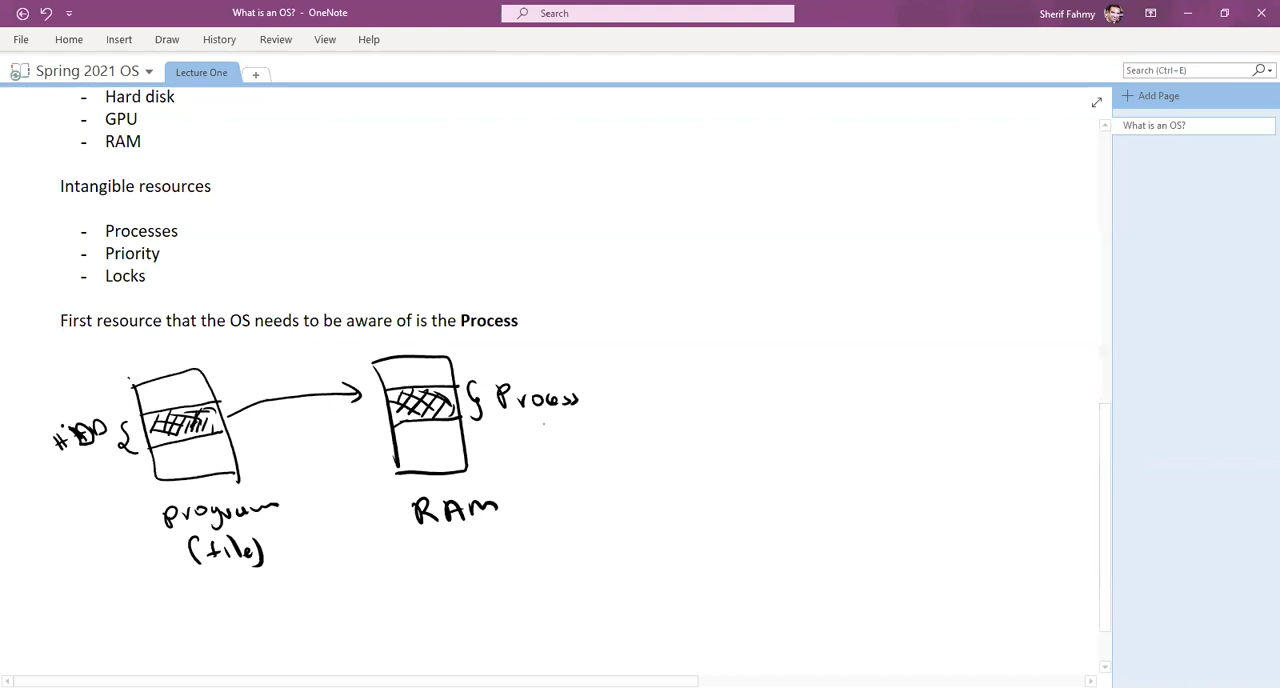 What is an OS? - OneNote
Search
Sherif Fahmy
File Home Insert Draw History Review View Help
Spring 2021 OS
Lecture One
+
Search (Ctrl+E)
Add Page
What is an OS?
- Hard disk
- GPU
- RAM
Intangible resources
- Processes
- Priority
- Locks
First resource that the OS needs to be aware of is the Process
Process
program
(file)
RAM